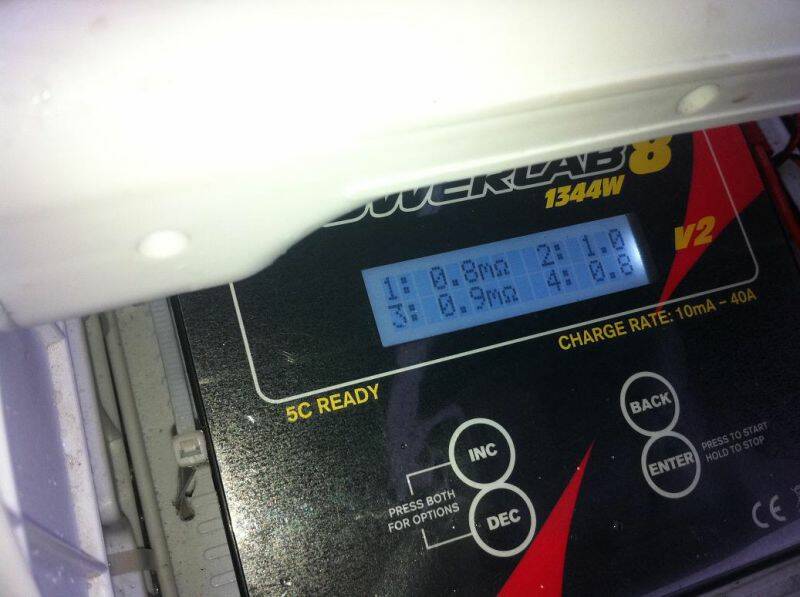 POWERLAB 8
1344W
V2
1: 0.8mΩ 2: 1.0
3: 0.9mΩ 4: 0.8
CHARGE RATE: 10mA - 40A
5C READY
INC
BACK
PRESS BOTH
FOR OPTIONS
DEC
ENTER
PRESS TO START
HOLD TO STOP
CE